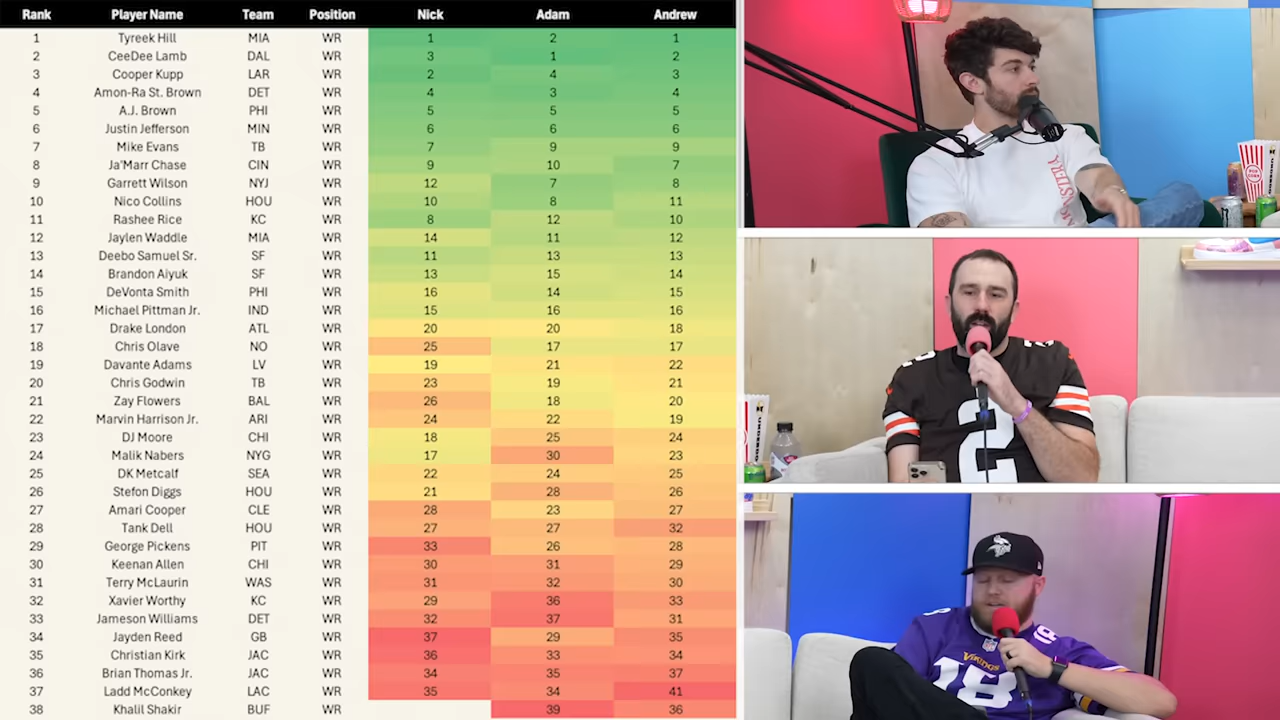 Rank Player Name Team Position Nick Adam Andrew
1 Tyreek Hill MIA WR 1 2 1
2 CeeDee Lamb DAL WR 3 1 2
3 Cooper Kupp LAR WR 2 4 3
4 Amon-Ra St. Brown DET WR 4 3 4
5 A.J. Brown PHI WR 5 5 5
6 Justin Jefferson MIN WR 6 6 6
7 Mike Evans TB WR 7 9 9
8 Ja'Marr Chase CIN WR 9 10 7
9 Garrett Wilson NYJ WR 12 7 8
10 Nico Collins HOU WR 10 8 11
11 Rashee Rice KC WR 8 12 10
12 Jaylen Waddle MIA WR 14 11 12
13 Deebo Samuel Sr. SF WR 11 13 13
14 Brandon Aiyuk SF WR 13 15 14
15 DeVonta Smith PHI WR 16 14 15
16 Michael Pittman Jr. IND WR 15 16 16
17 Drake London ATL WR 20 20 18
18 Chris Olave NO WR 25 17 17
19 Davante Adams LV WR 19 21 22
20 Chris Godwin TB WR 23 19 21
21 Zay Flowers BAL WR 26 18 20
22 Marvin Harrison Jr. ARI WR 24 22 19
23 DJ Moore CHI WR 18 25 24
24 Malik Nabers NYG WR 17 30 23
25 DK Metcalf SEA WR 22 24 25
26 Stefon Diggs HOU WR 21 28 26
27 Amari Cooper CLE WR 28 23 27
28 Tank Dell HOU WR 27 27 32
29 George Pickens PIT WR 33 26 28
30 Keenan Allen CHI WR 30 31 29
31 Terry McLaurin WAS WR 31 32 30
32 Xavier Worthy KC WR 29 36 33
33 Jameson Williams DET WR 32 37 31
34 Jayden Reed GB WR 37 29 35
35 Christian Kirk JAC WR 36 33 34
36 Brian Thomas Jr. JAC WR 34 35 37
37 Ladd McConkey LAC WR 35 34 41
38 Khalil Shakir BUF WR 39 36
2
VIKINGS
18
18